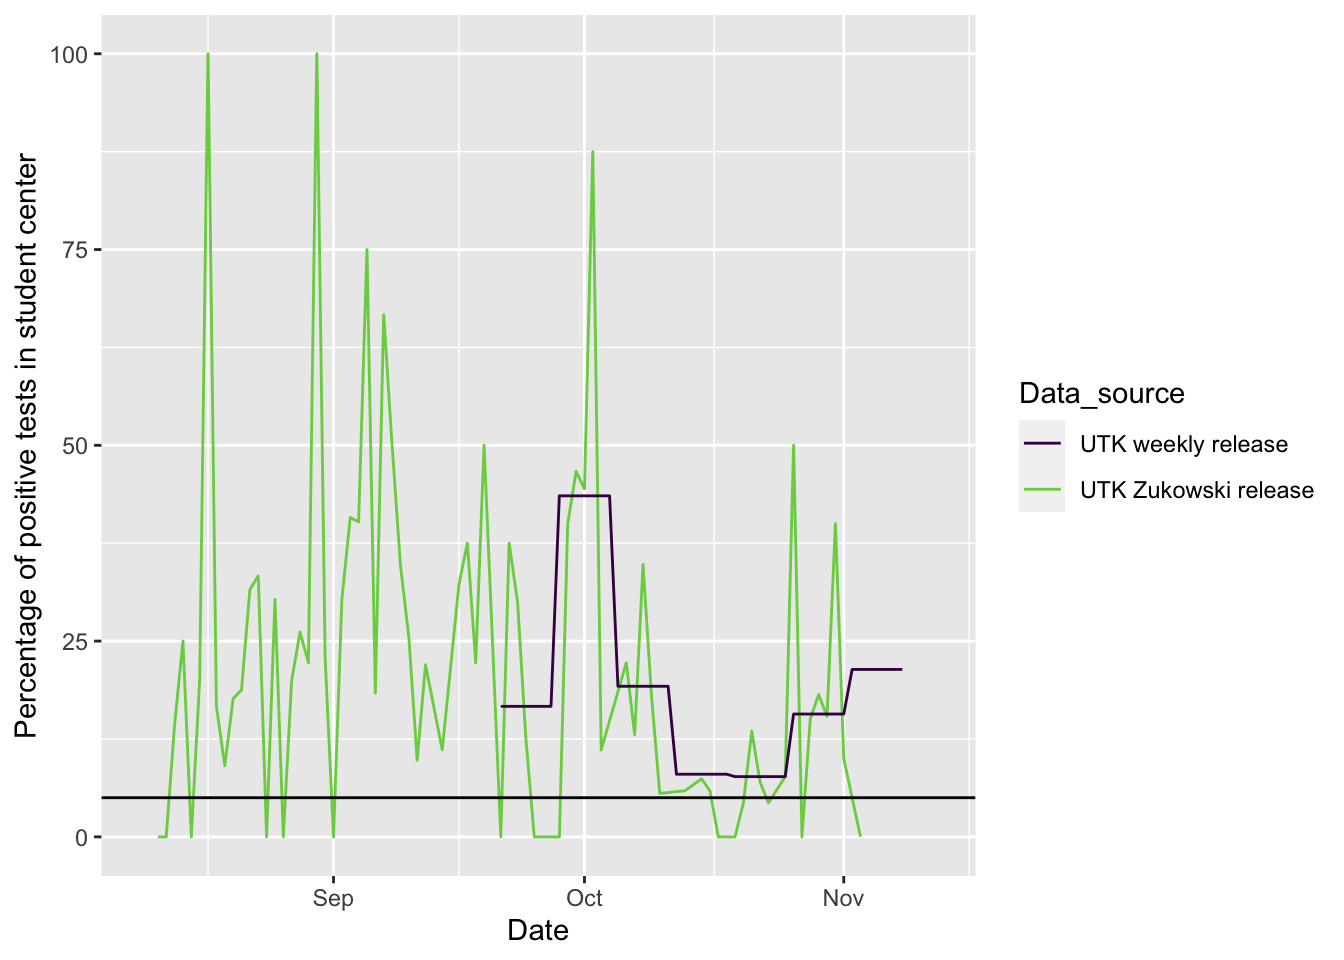 Percentage of positive tests in student center
100
75
50
25
0
Sep
Oct
Nov
Date
Data_source
UTK weekly release
UTK Zukowski release